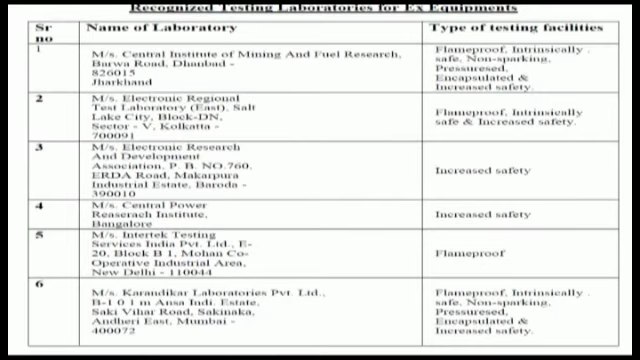 Recognized Testing Laboratories for Ex Equipments
Sr no
Name of Laboratory
Type of testing facilities
1
M/s. Central Institute of Mining And Fuel Research,
Barwa Road, Dhanbad -
826015
Jharkhand
Flameproof, Intrinsically .
safe, Non-sparking,
Pressuresed,
Encapsulated &
Increased safety.
2
M/s. Electronic Regional
Test Laboratory (East), Salt
Lake City, Block-DN,
Sector - V, Kolkatta -
700091
Flameproof, Intrinsically
safe & Increased safety.
3
M/s. Electronic Research
And Development
Association, P. B. NO.760,
ERDA Road, Makarpura
Industrial Estate, Baroda -
390010
Increased safety
4
M/s. Central Power
Reaserach Institute,
Bangalore
Increased safety
5
M/s. Intertek Testing
Services India Pvt. Ltd., E-
20, Block B 1, Mohan Co-
Operative Industrial Area,
New Delhi - 110044
Flameproof
6
M/s. Karandikar Laboratories Pvt. Ltd.,
B-1 0 1 m Ansa Indi. Estate,
Saki Vihar Road, Sakinaka,
Andheri East, Mumbai -
400072
Flameproof, Intrinsically .
safe, Non-sparking,
Pressuresed,
Encapsulated &
Increased safety.